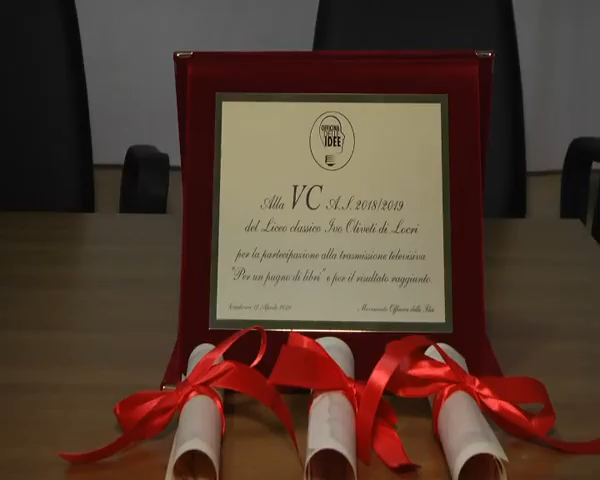 OFFICINA
DELLE
IDEE
Alla VC A.S. 2018/2019
del Liceo classico Ivo Oliveti di Locri
per la partecipazione alla trasmissione televisiva
"Per un pugno di libri" e per il risultato raggiunto.
Movimento Officina delle Idee